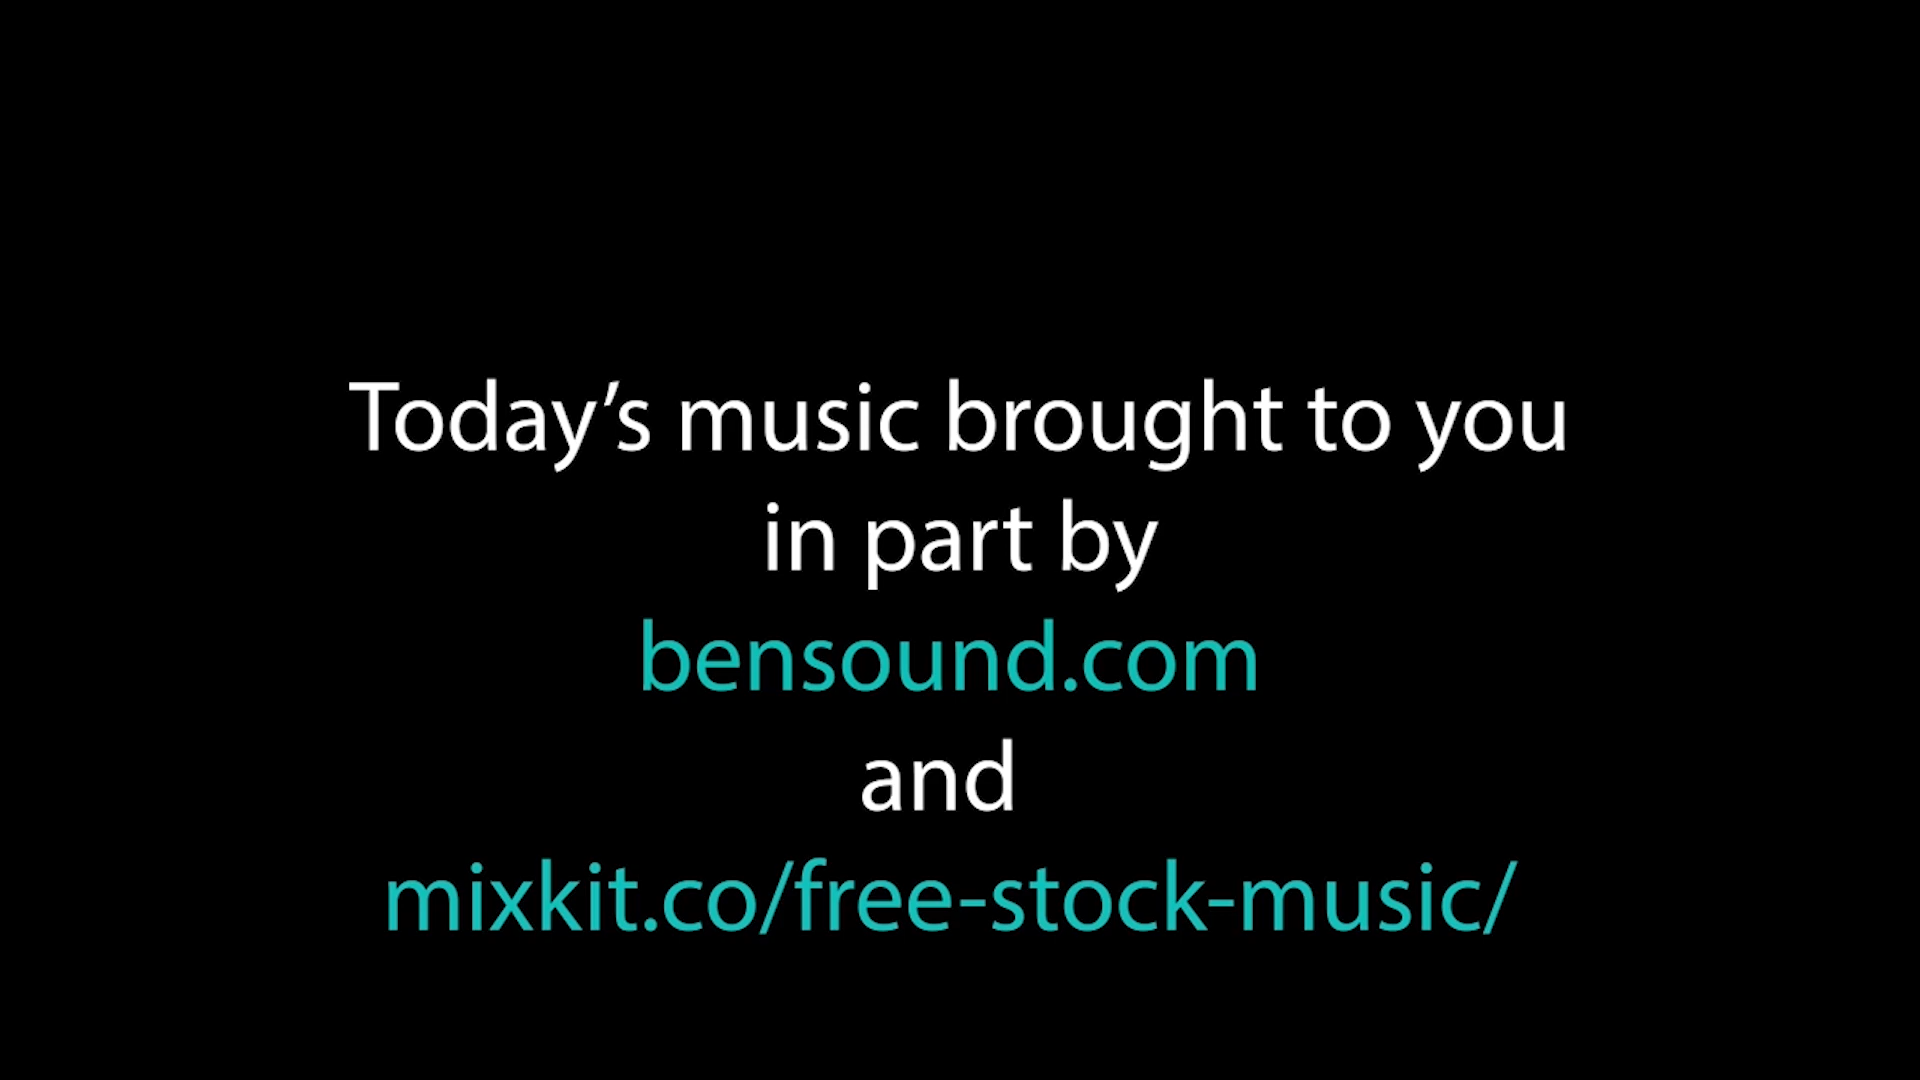 Today’s music brought to you
in part by
bensound.com
and
mixkit.co/free-stock-music/